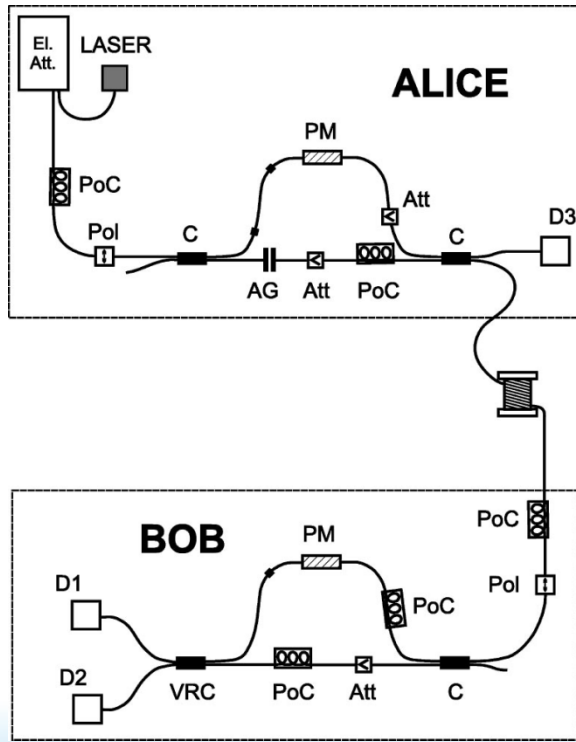 El.
Att.
LASER
ALICE
PM
PoC
Att
D3
Pol
C
C
AG
Att
PoC
PoC
BOB
PM
Pol
D1
PoC
D2
VRC
PoC
Att
C